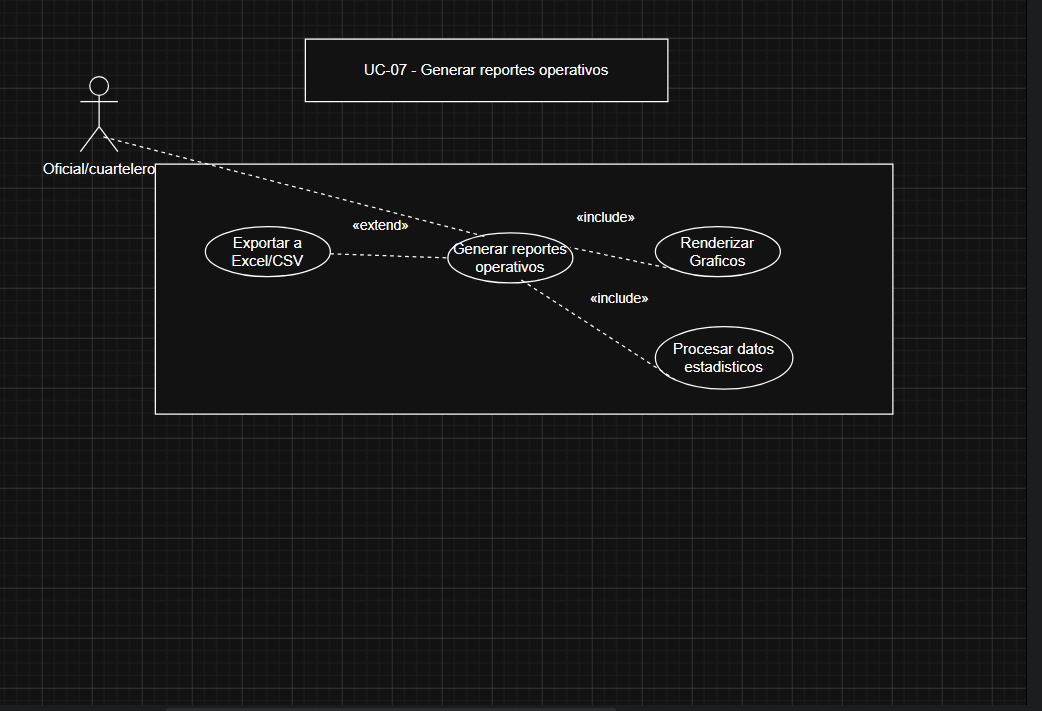 UC-07 - Generar reportes operativos
Oficial/cuartelero
«extend»
«include»
Exportar a
Excel/CSV
Generar reportes
operativos
Renderizar
Graficos
«include»
Procesar datos
estadisticos